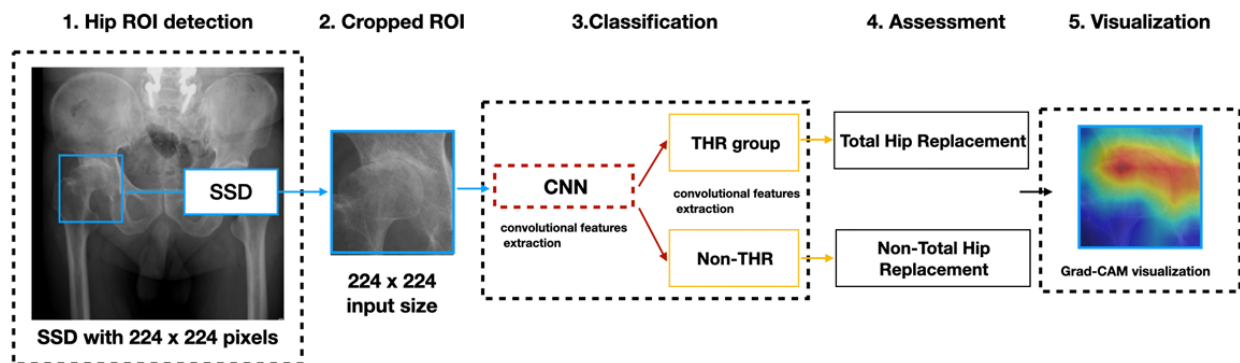 1. Hip ROI detection
2. Cropped ROI
3.Classification
4. Assessment
5. Visualization
SSD
SSD with 224 x 224 pixels
224 x 224
input size
CNN
convolutional features
extraction
THR group
convolutional features
extraction
Non-THR
Total Hip Replacement
Non-Total Hip
Replacement
Grad-CAM visualization